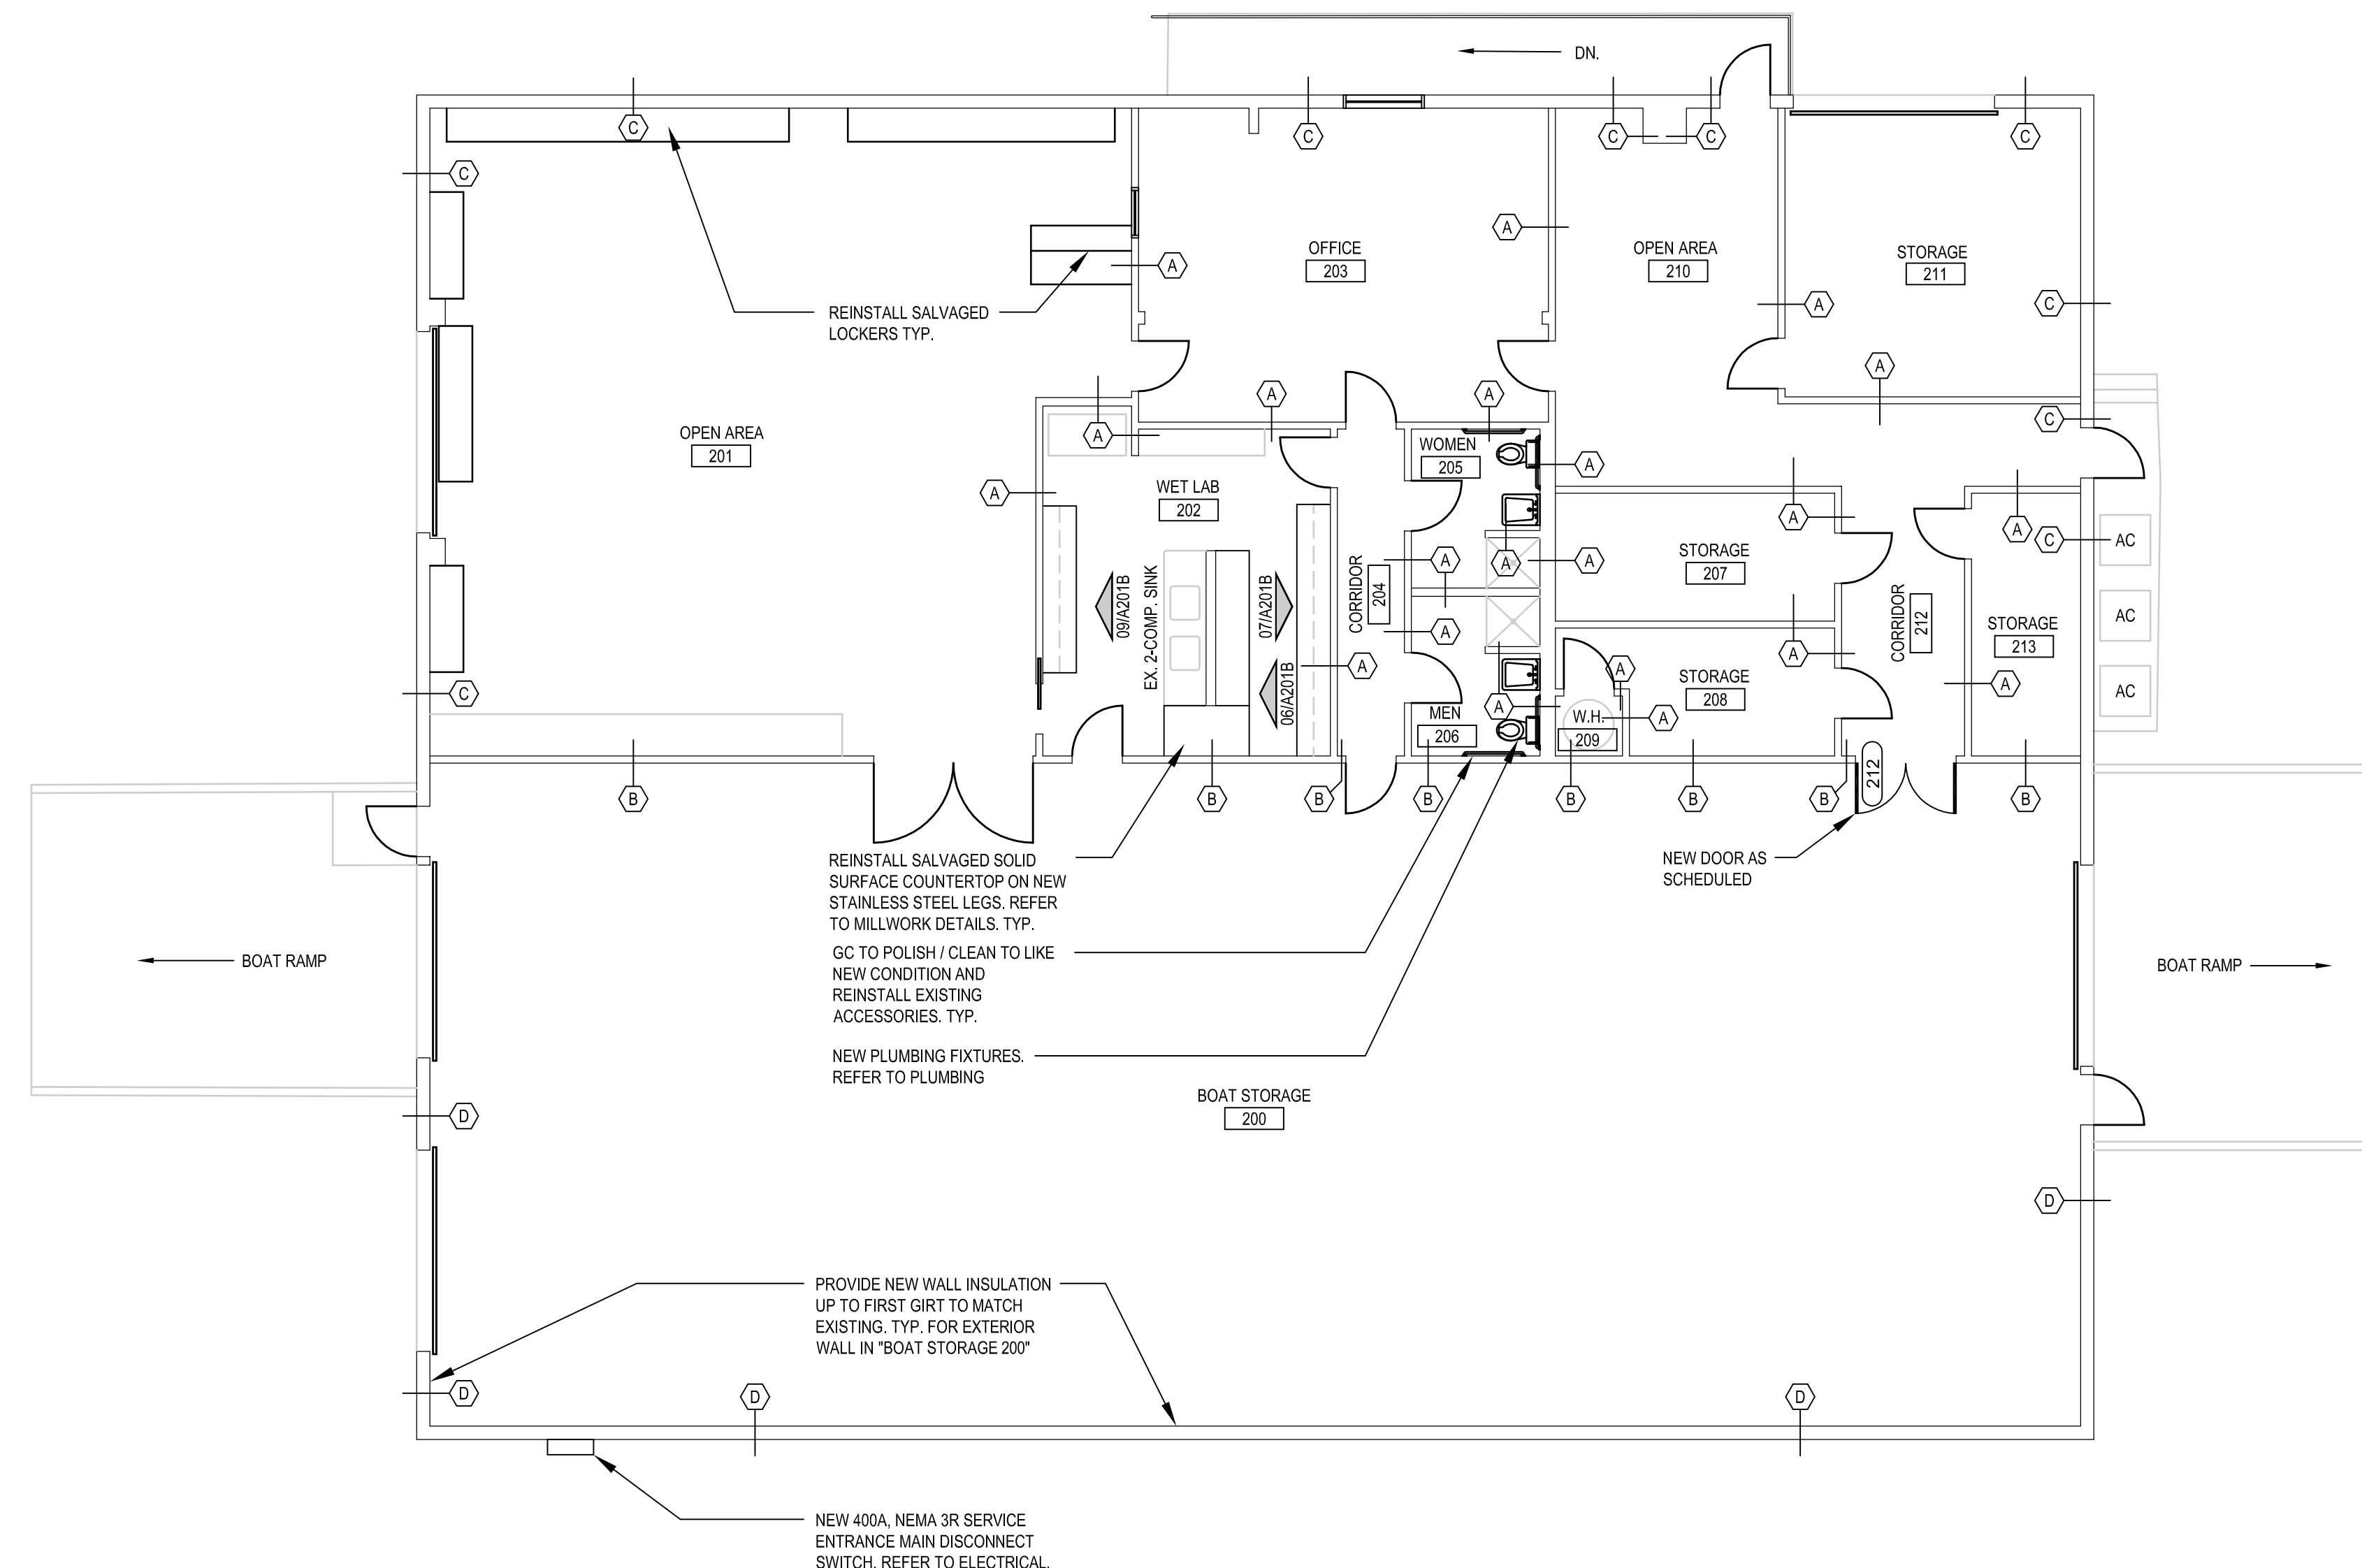 DN.
C
C
C
C
C
C
A
A
OFFICE
203
OPEN AREA
210
STORAGE
211
A
A
C
REINSTALL SALVAGED
LOCKERS TYP.
A
A
A
C
OPEN AREA
201
A
WOMEN
205
A
A
WET LAB
202
A
A
C
AC
STORAGE
207
A
A
A
EX. 2-COMP. SINK
09/A201B
07/A201B
06/A201B
CORRIDOR
204
A
A
CORRIDOR
212
STORAGE
213
AC
A
A
STORAGE
208
A
A
AC
C
MEN
206
A
W.H.
209
A
212
B
B
B
B
B
B
B
B
REINSTALL SALVAGED SOLID
SURFACE COUNTERTOP ON NEW
STAINLESS STEEL LEGS. REFER
TO MILLWORK DETAILS. TYP.
NEW DOOR AS
SCHEDULED
GC TO POLISH / CLEAN TO LIKE
NEW CONDITION AND
REINSTALL EXISTING
ACCESSORIES. TYP.
BOAT RAMP
BOAT RAMP
NEW PLUMBING FIXTURES.
REFER TO PLUMBING
BOAT STORAGE
200
D
D
PROVIDE NEW WALL INSULATION
UP TO FIRST GIRT TO MATCH
EXISTING. TYP. FOR EXTERIOR
WALL IN "BOAT STORAGE 200"
D
D
D
NEW 400A, NEMA 3R SERVICE
ENTRANCE MAIN DISCONNECT
SWITCH. REFER TO ELECTRICAL.